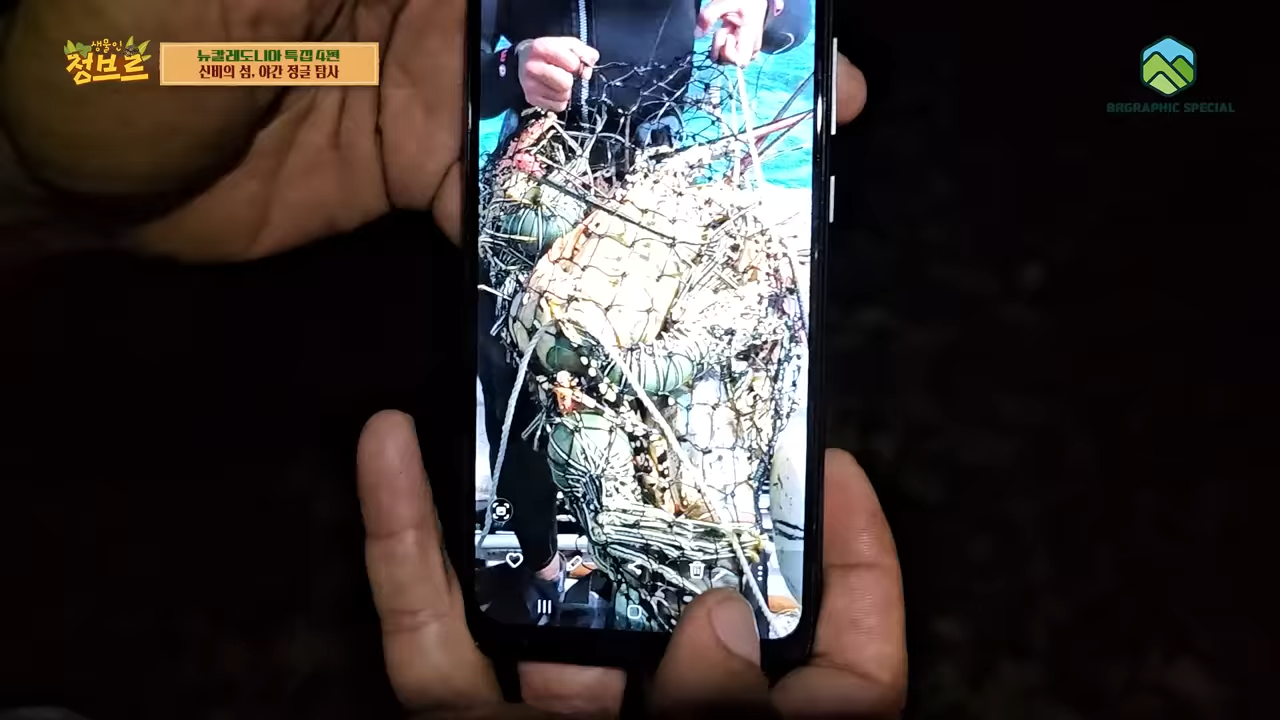 생물인
정브르
뉴칼레도니아 특집 4편
신비의 섬, 야간 정글 탐사
BRGRAPHIC SPECIAL